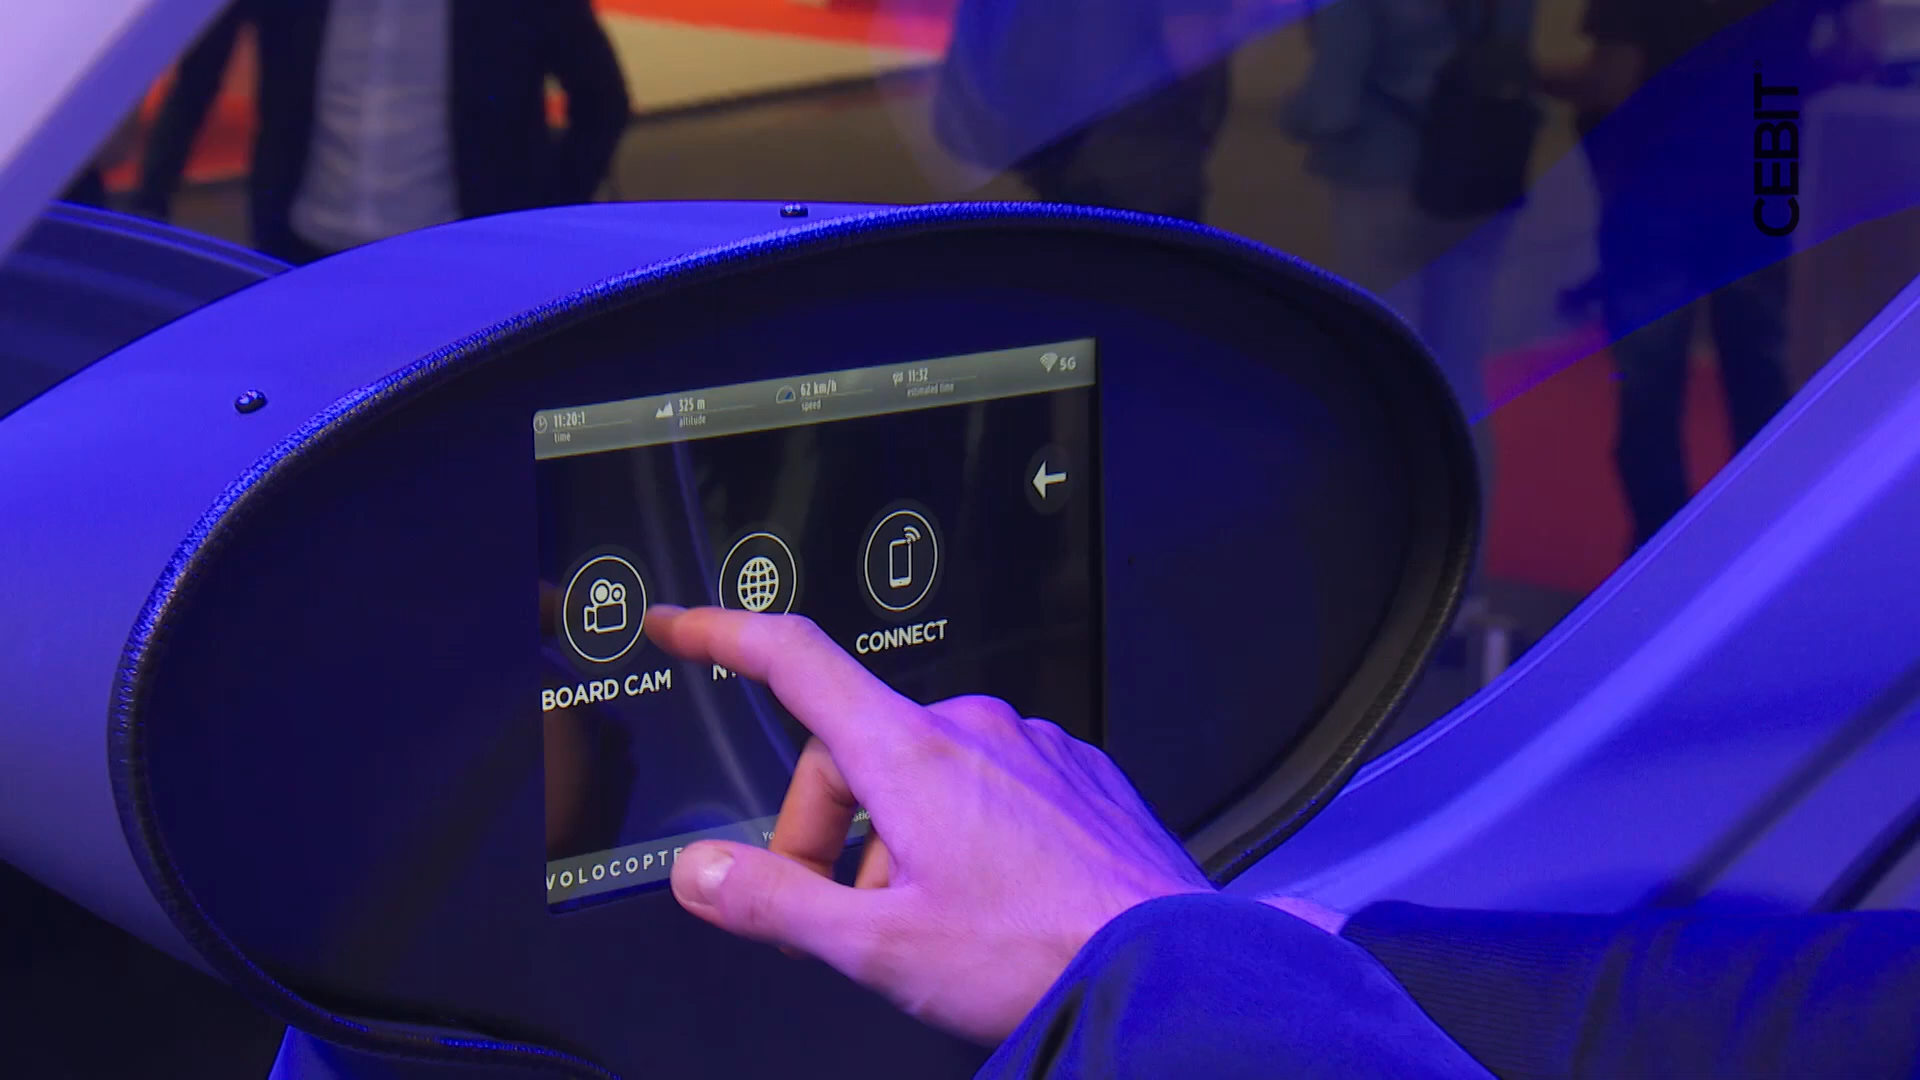 CEBIT
11:20:1
time
325 m
altitude
62 km/h
speed
11:32
estimated time
5G
BOARD CAM
CONNECT
VOLOCOPTE